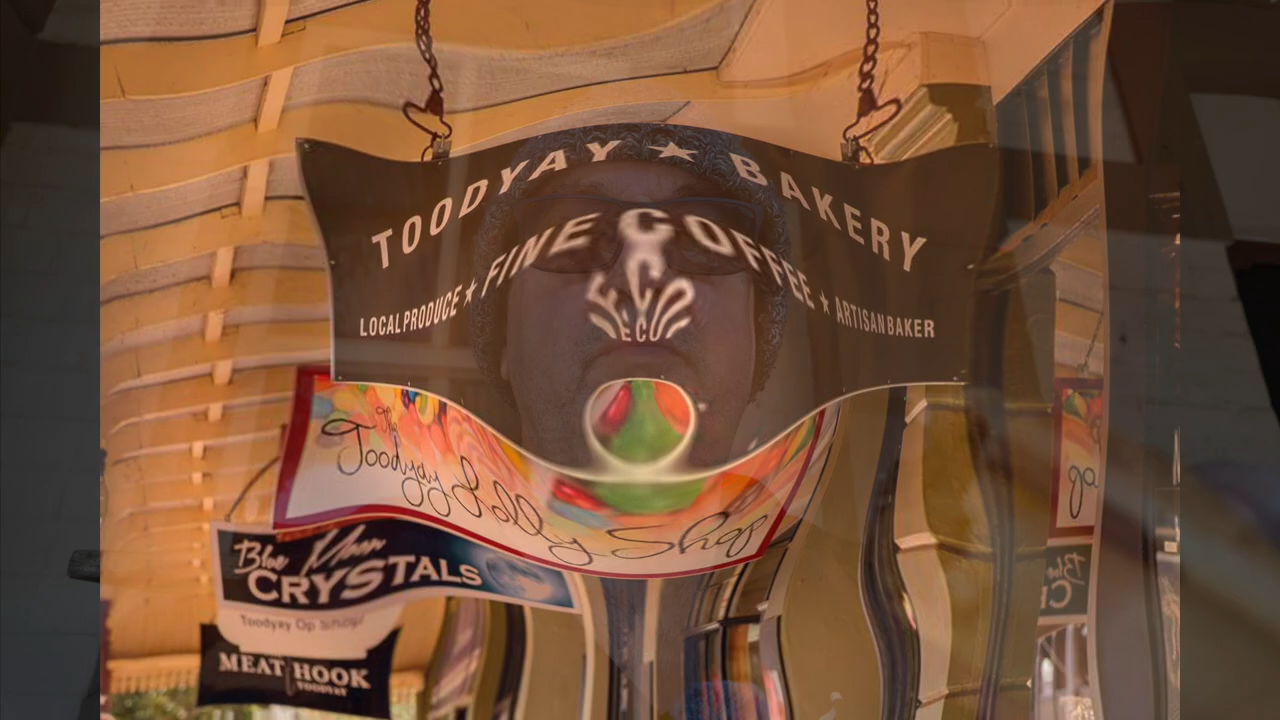 TOODYAY ★ BAKERY
LOCAL PRODUCE ★ FINE COFFEE ★ ARTISAN BAKER
the
Toodyay Lolly Shop
Blue Moon
CRYSTALS
Toodyay Op Shop
MEAT HOOK
TOODYAY